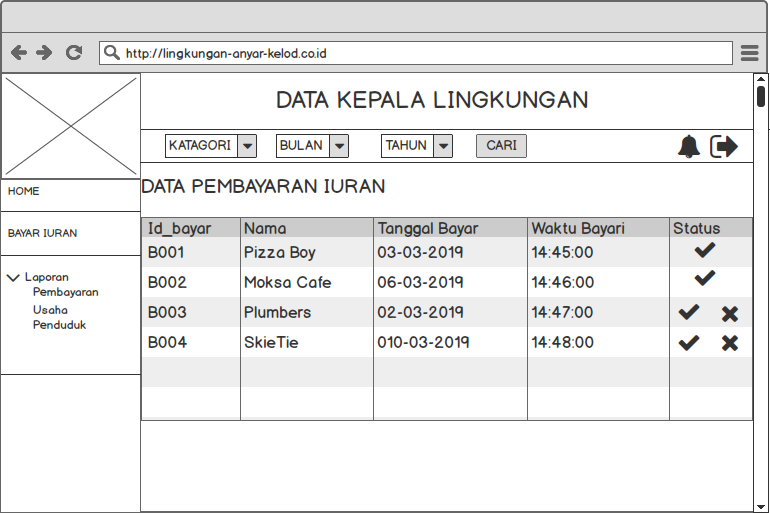 http://lingkungan-anyar-kelod.co.id
DATA KEPALA LINGKUNGAN
KATAGORI BULAN TAHUN CARI
HOME
BAYAR IURAN
Laporan
Pembayaran
Usaha
Penduduk
DATA PEMBAYARAN IURAN
Id_bayar Nama Tanggal Bayar Waktu Bayari Status
B001 Pizza Boy 03-03-2019 14:45:00
B002 Moksa Cafe 06-03-2019 14:46:00
B003 Plumbers 02-03-2019 14:47:00
B004 SkieTie 010-03-2019 14:48:00